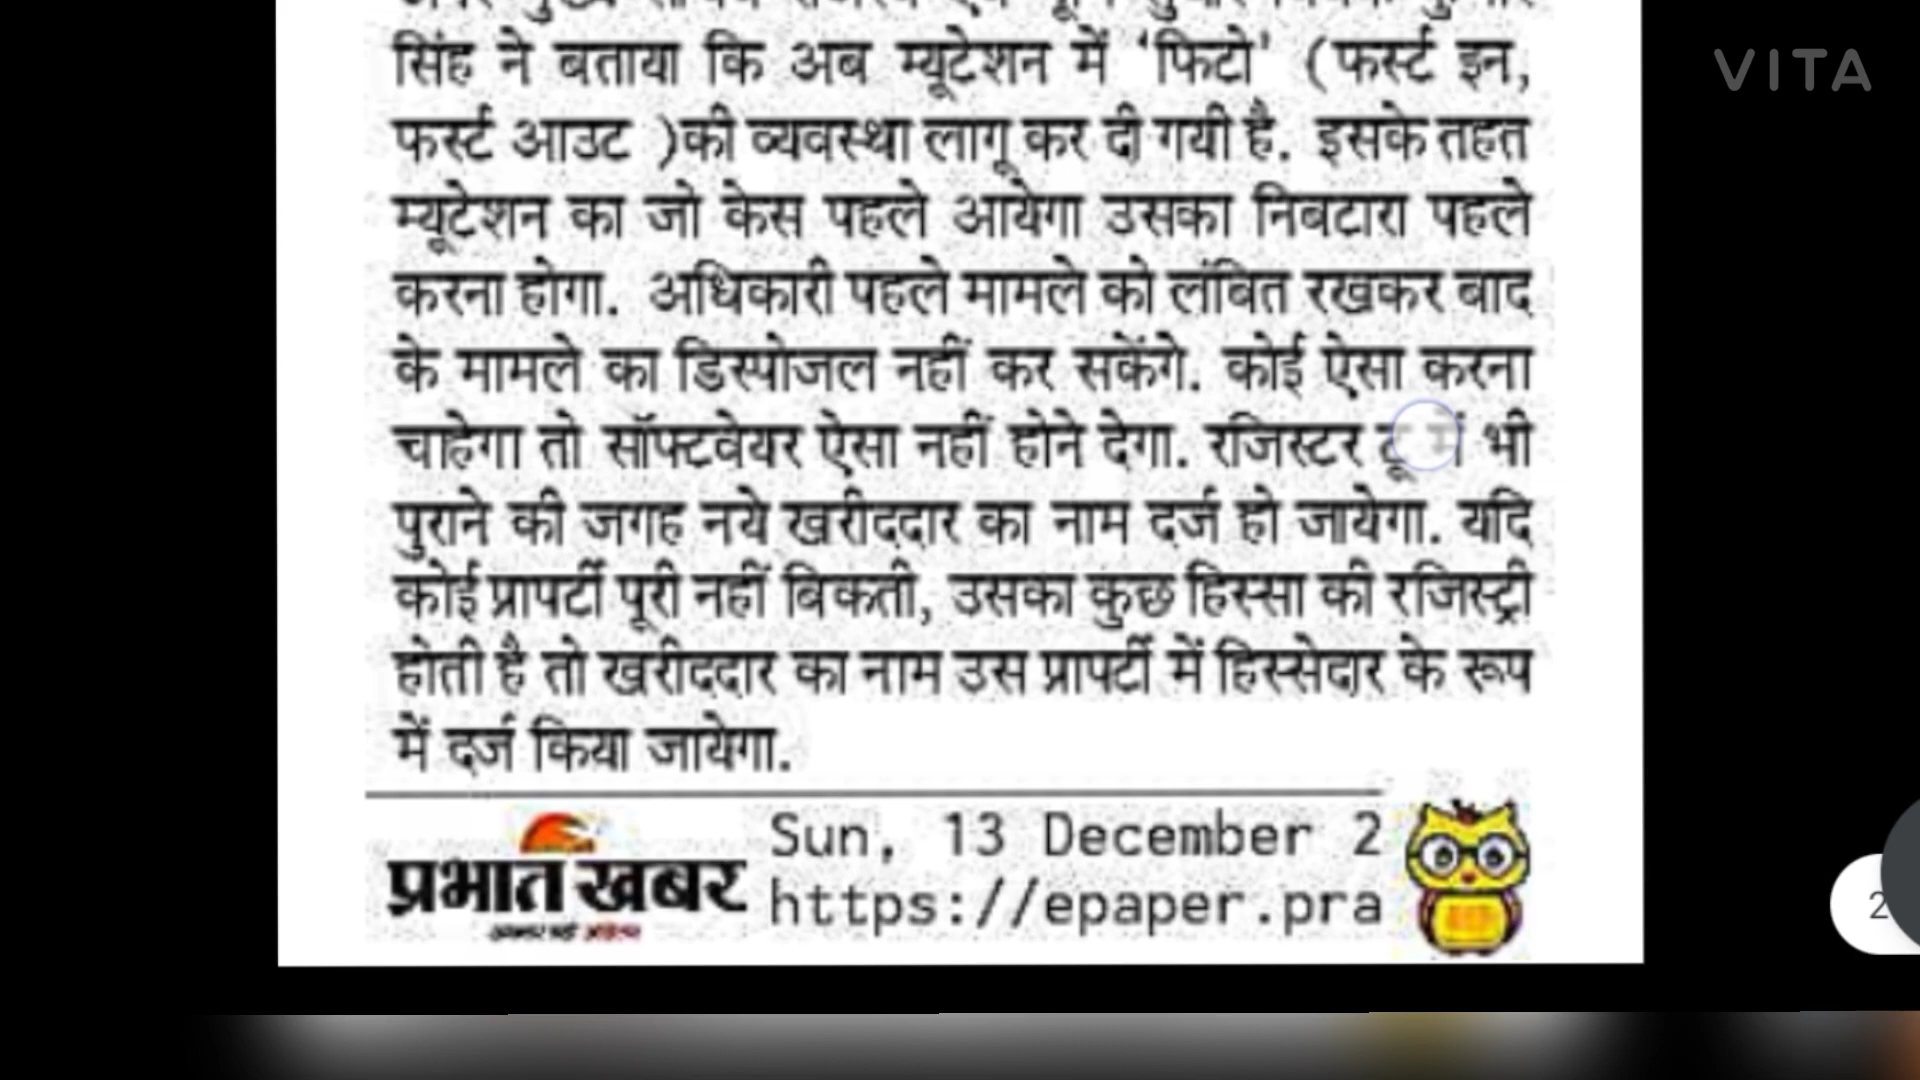 VITA
सिंह ने बताया कि अब म्यूटेशन में 'फिटो' (फर्स्ट इन,
फर्स्ट आउट )की व्यवस्था लागू कर दी गयी है. इसके तहत
म्यूटेशन का जो केस पहले आयेगा उसका निबटारा पहले
करना होगा. अधिकारी पहले मामले को लंबित रखकर बाद
के मामले का डिस्पोजल नहीं कर सकेंगे. कोई ऐसा करना
चाहेगा तो सॉफ्टवेयर ऐसा नहीं होने देगा. रजिस्टर टू में भी
पुराने की जगह नये खरीददार का नाम दर्ज हो जायेगा. यदि
कोई प्रापर्टी पूरी नहीं बिकती, उसका कुछ हिस्सा की रजिस्ट्री
होती है तो खरीददार का नाम उस प्रापर्टी में हिस्सेदार के रूप
में दर्ज किया जायेगा.
प्रभात खबर
Sun, 13 December 2
https://epaper.pra
2